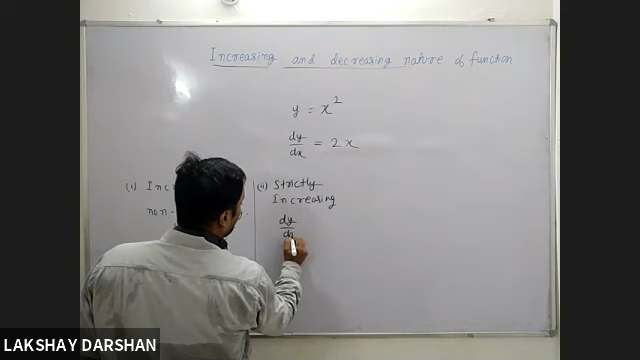 Increasing and decreasing nature of function
y = x²
dy/dx = 2x
(i) Inc
non-
(ii) Strictly
Increasing
dy/dx
LAKSHAY DARSHAN